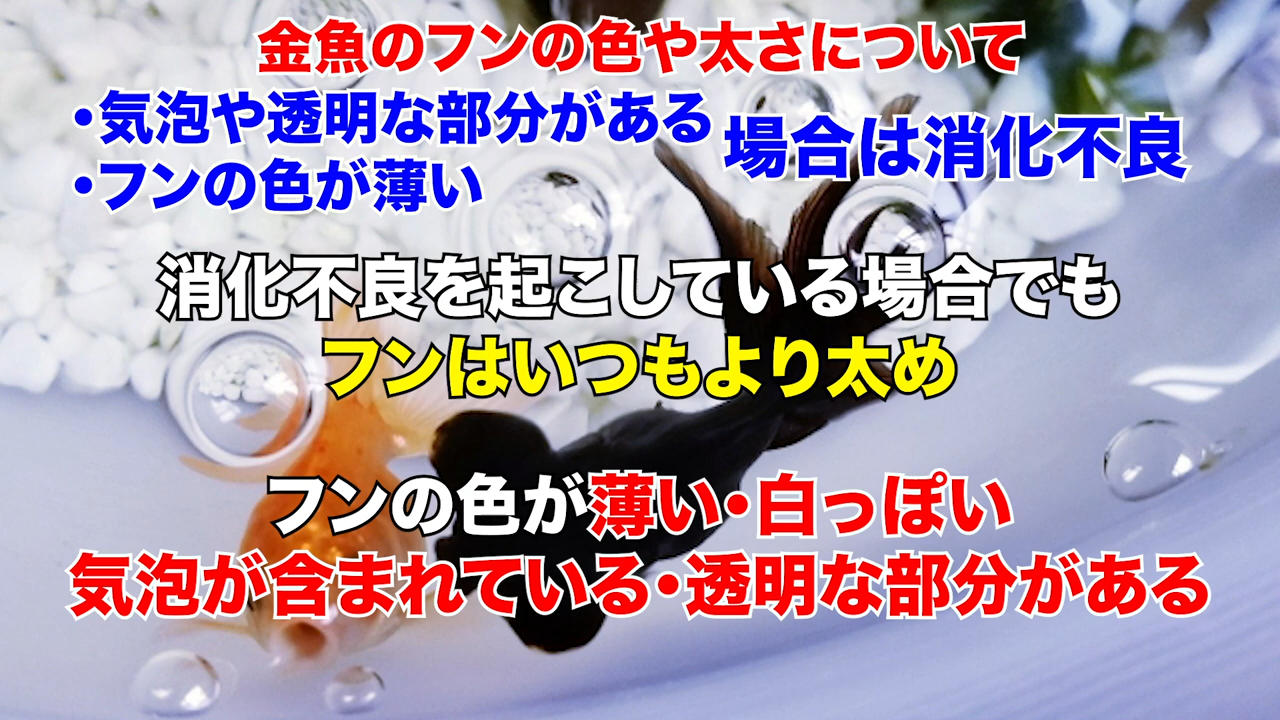 金魚のフンの色や太さについて
・気泡や透明な部分がある
・フンの色が薄い
場合は消化不良
消化不良を起こしている場合でも
フンはいつもより太め
フンの色が薄い・白っぽい
気泡が含まれている・透明な部分がある